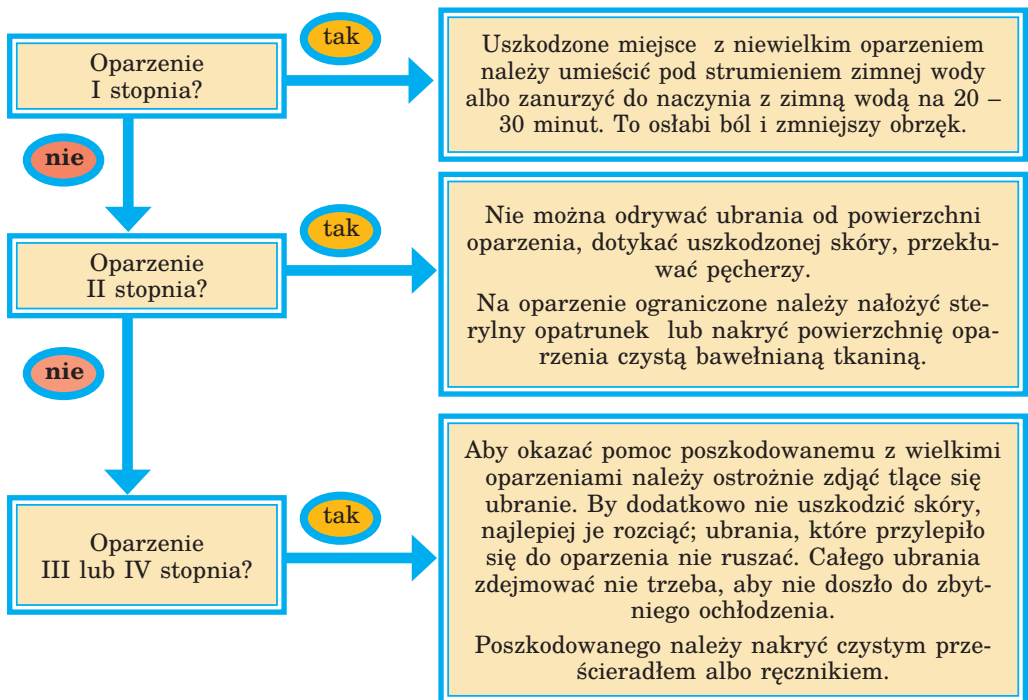 Oparzenie
I stopnia?
tak
Uszkodzone miejsce z niewielkim oparzeniem
należy umieścić pod strumieniem zimnej wody
albo zanurzyć do naczynia z zimną wodą na 20 –
30 minut. To osłabi ból i zmniejszy obrzęk.
nie
Oparzenie
II stopnia?
tak
Nie można odrywać ubrania od powierzchni
oparzenia, dotykać uszkodzonej skóry, przekłu-
wać pęcherzy.
Na oparzenie ograniczone należy nałożyć ste-
rylny opatrunek lub nakryć powierzchnię opa-
rzenia czystą bawełnianą tkaniną.
nie
Oparzenie
III lub IV stopnia?
tak
Aby okazać pomoc poszkodowanemu z wielkimi
oparzeniami należy ostrożnie zdjąć tlące się
ubranie. By dodatkowo nie uszkodzić skóry,
najlepiej je rozciąć; ubrania, które przylepiło
się do oparzenia nie ruszać. Całego ubrania
zdejmować nie trzeba, aby nie doszło do zbyt-
niego ochłodzenia.
Poszkodowanego należy nakryć czystym prze-
ścieradłem albo ręcznikiem.